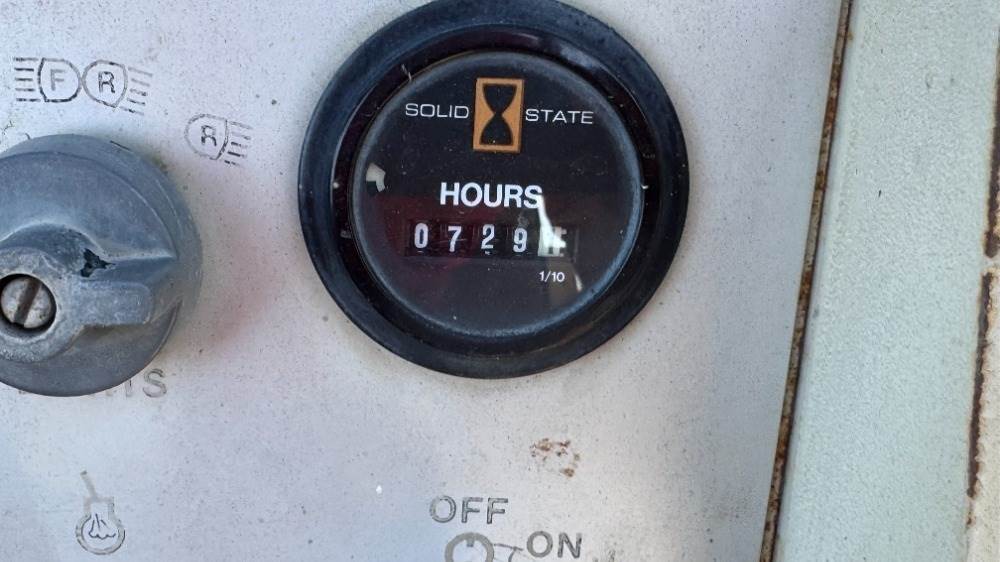 F R
R
SOLID STATE
HOURS
0729
1/10
OFF
ON